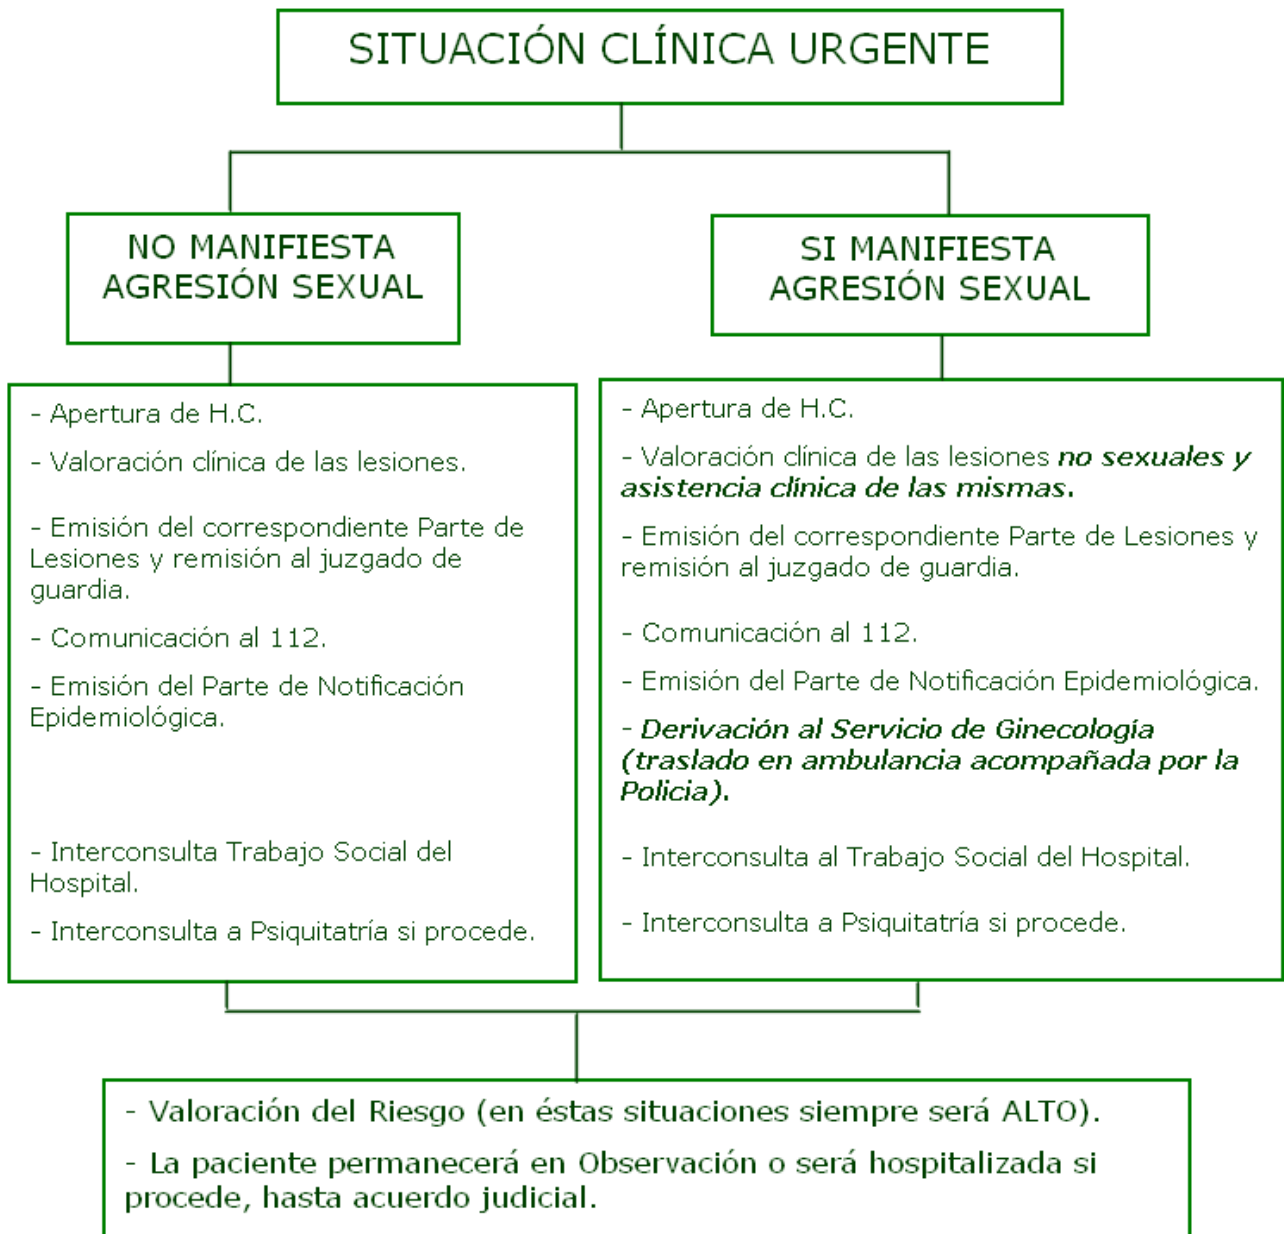 SITUACIÓN CLÍNICA URGENTE
NO MANIFIESTA
AGRESIÓN SEXUAL
- Apertura de H.C.
- Valoración clínica de las lesiones.
- Emisión del correspondiente Parte de
Lesiones y remisión al juzgado de
guardia.
- Comunicación al 112.
- Emisión del Parte de Notificación
Epidemiológica.
- Interconsulta Trabajo Social del
Hospital.
- Interconsulta a Psiquitatría si procede.
SI MANIFIESTA
AGRESIÓN SEXUAL
- Apertura de H.C.
- Valoración clínica de las lesiones no sexuales y
asistencia clínica de las mismas.
- Emisión del correspondiente Parte de Lesiones y
remisión al juzgado de guardia.
- Comunicación al 112.
- Emisión del Parte de Notificación Epidemiológica.
- Derivación al Servicio de Ginecología
(traslado en ambulancia acompañada por la
Policia).
- Interconsulta al Trabajo Social del Hospital.
- Interconsulta a Psiquitatría si procede.
- Valoración del Riesgo (en éstas situaciones siempre será ALTO).
- La paciente permanecerá en Observación o será hospitalizada si
procede, hasta acuerdo judicial.